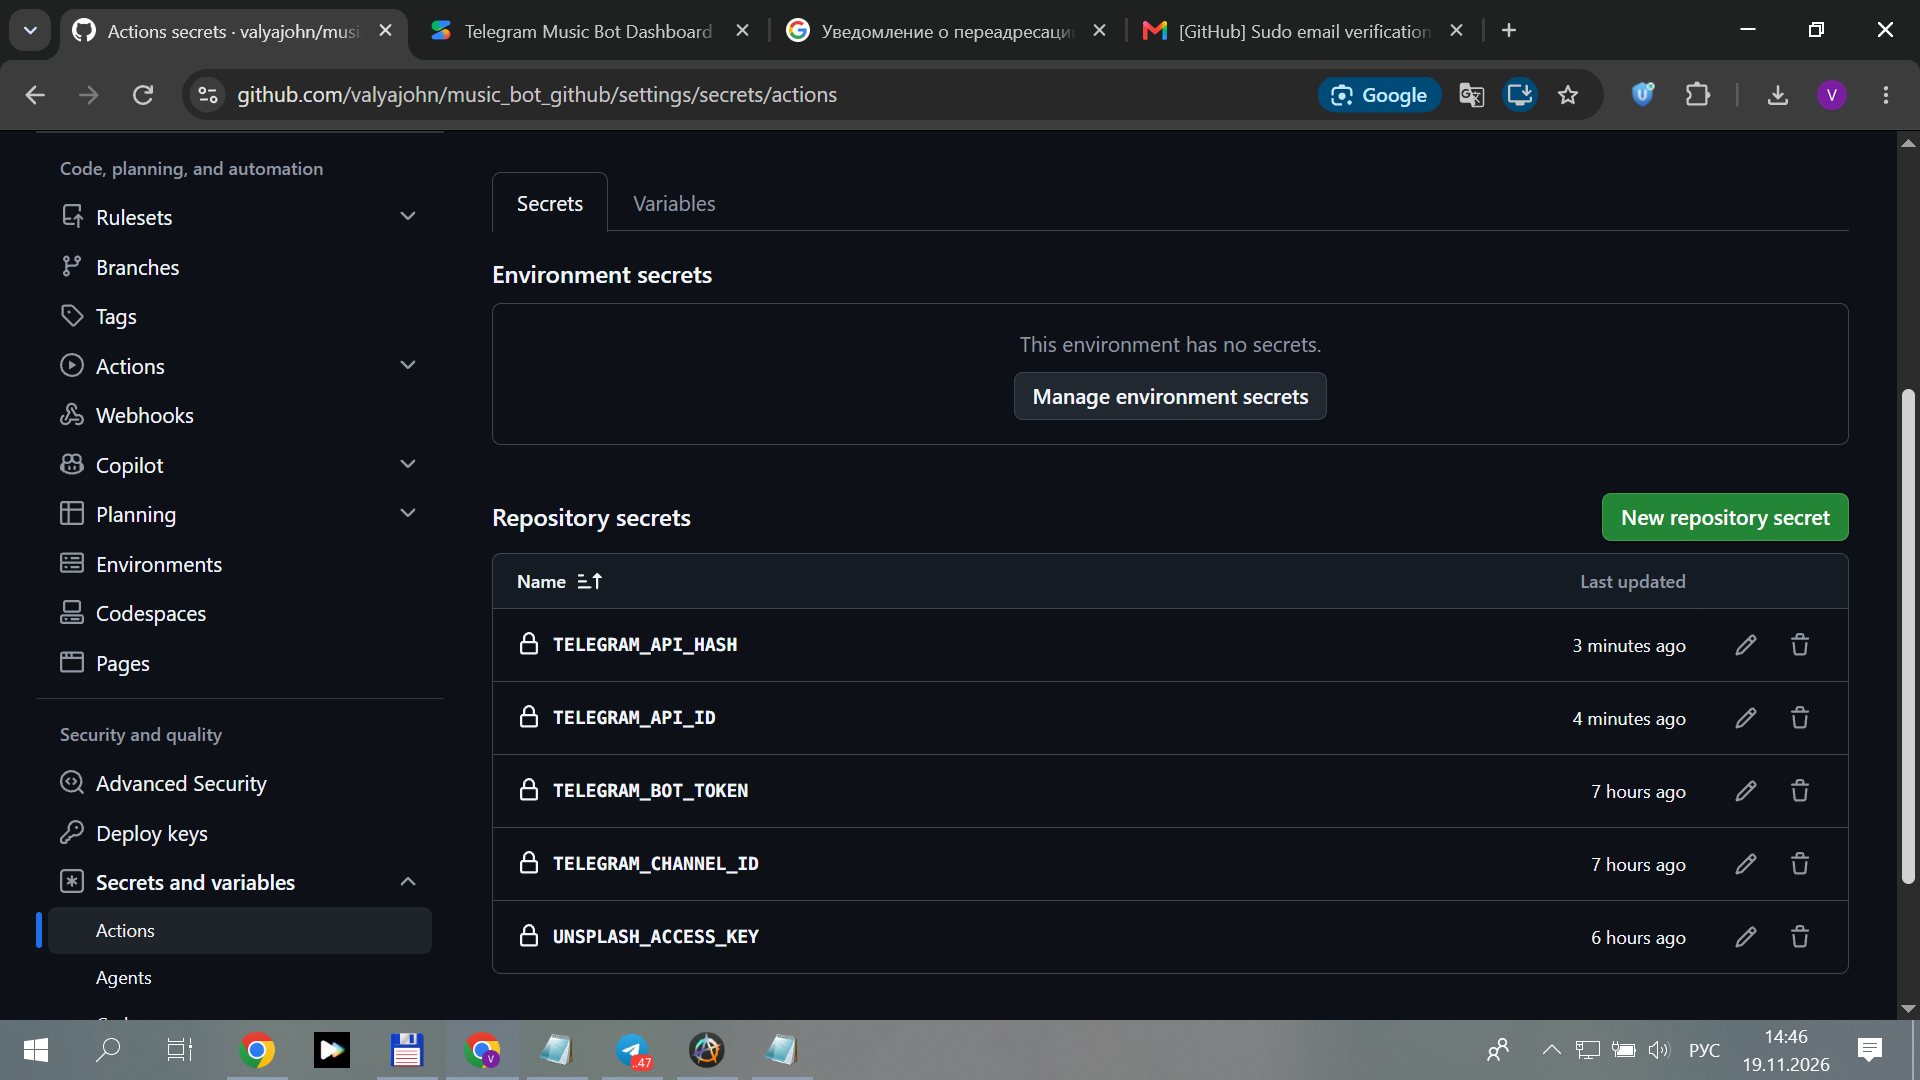 Actions secrets · valyajohn/musi
Telegram Music Bot Dashboard
Уведомление о переадресаци
[GitHub] Sudo email verification
github.com/valyajohn/music_bot_github/settings/secrets/actions
Google
V
Code, planning, and automation
Rulesets
Branches
Tags
Actions
Webhooks
Copilot
Planning
Environments
Codespaces
Pages
Security and quality
Advanced Security
Deploy keys
Secrets and variables
Actions
Agents
Secrets
Variables
Environment secrets
This environment has no secrets.
Manage environment secrets
Repository secrets
New repository secret
Name
Last updated
TELEGRAM_API_HASH
3 minutes ago
TELEGRAM_API_ID
4 minutes ago
TELEGRAM_BOT_TOKEN
7 hours ago
TELEGRAM_CHANNEL_ID
7 hours ago
UNSPLASH_ACCESS_KEY
6 hours ago
V
..47
РУС
14:46
19.11.2026